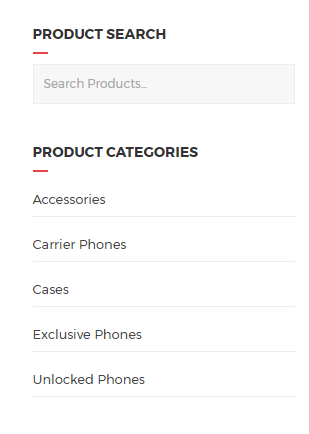 PRODUCT SEARCH
Search Products...
PRODUCT CATEGORIES
Accessories
Carrier Phones
Cases
Exclusive Phones
Unlocked Phones